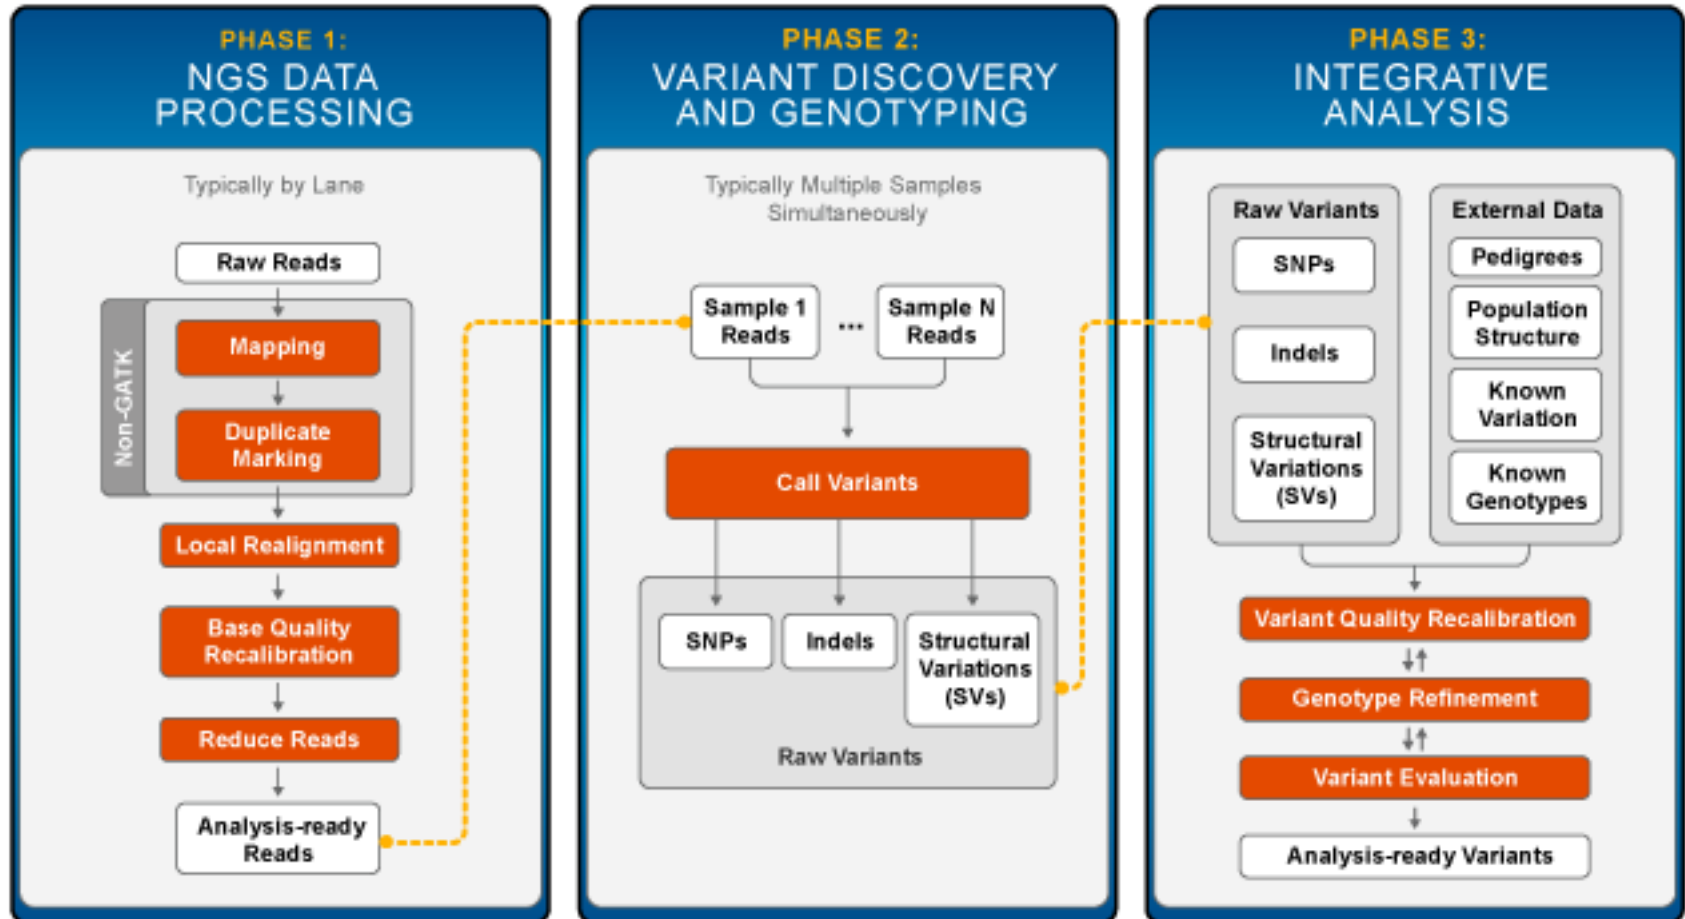 PHASE 1:
NGS DATA
PROCESSING
Typically by Lane
Raw Reads
Non-GATK
Mapping
Duplicate
Marking
Local Realignment
Base Quality
Recalibration
Reduce Reads
Analysis-ready
Reads
PHASE 2:
VARIANT DISCOVERY
AND GENOTYPING
Typically Multiple Samples
Simultaneously
Sample 1
Reads
...
Sample N
Reads
Call Variants
SNPs
Indels
Structural
Variations
(SVs)
Raw Variants
PHASE 3:
INTEGRATIVE
ANALYSIS
Raw Variants
SNPs
Indels
Structural
Variations
(SVs)
External Data
Pedigrees
Population
Structure
Known
Variation
Known
Genotypes
Variant Quality Recalibration
Genotype Refinement
Variant Evaluation
Analysis-ready Variants